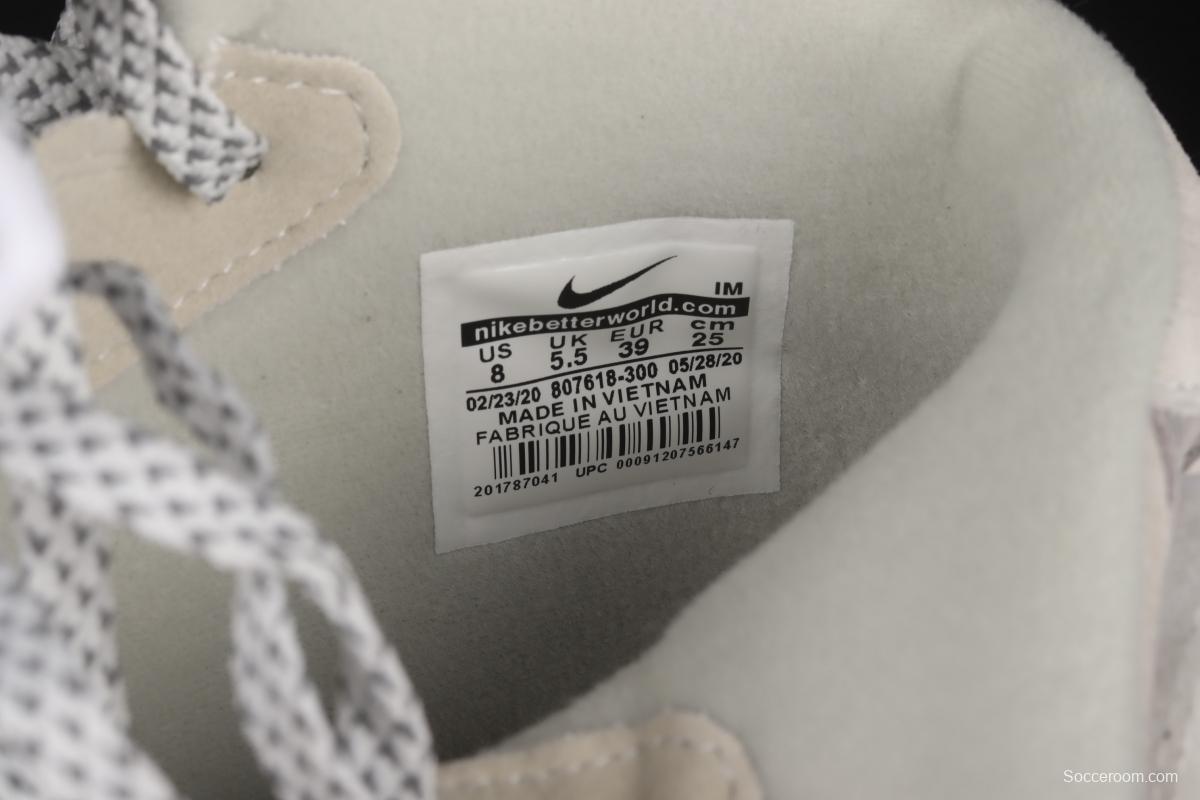 IM
nikebetterworld.com
US UK EUR cm
8 5.5 39 25
02/23/20 807618-300 05/28/20
MADE IN VIETNAM
FABRIQUE AU VIETNAM
201787041 UPC 00091207566147
Socceroom.com